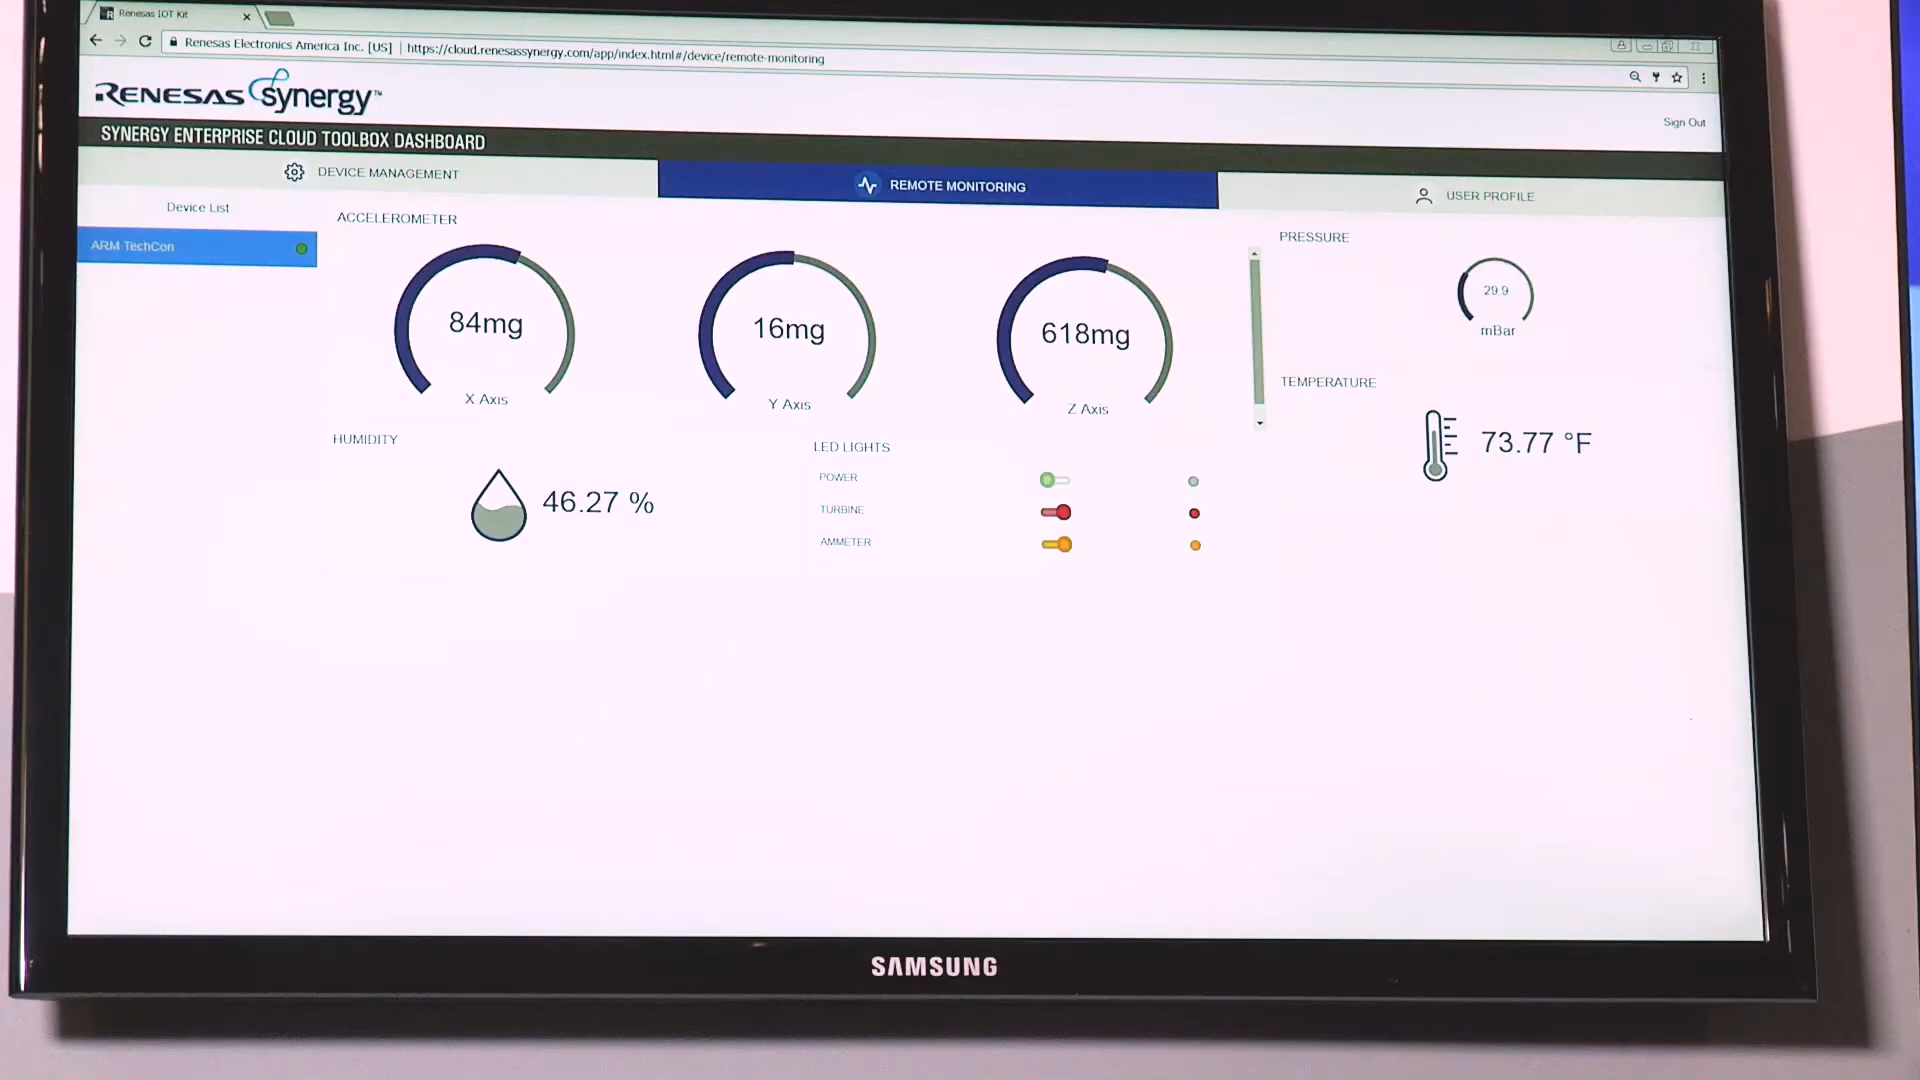 Renesas IOT Kit
Renesas Electronics America Inc. [US] | https://cloud.renesassynergy.com/app/index.html#/device/remote-monitoring
RENESAS synergy™
Sign Out
SYNERGY ENTERPRISE CLOUD TOOLBOX DASHBOARD
DEVICE MANAGEMENT
REMOTE MONITORING
USER PROFILE
Device List
ARM TechCon
ACCELEROMETER
84mg
X Axis
16mg
Y Axis
618mg
Z Axis
PRESSURE
29.9
mBar
TEMPERATURE
73.77 °F
HUMIDITY
46.27 %
LED LIGHTS
POWER
TURBINE
AMMETER
SAMSUNG